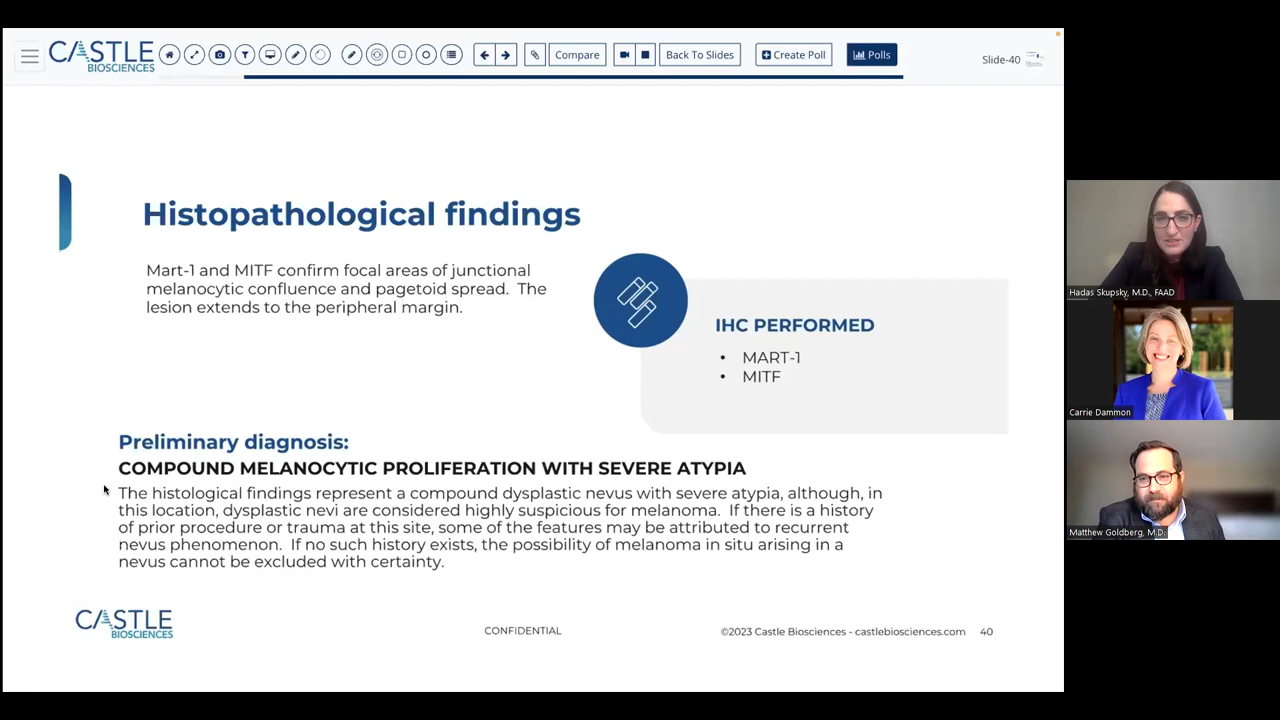 CASTLE
BIOSCIENCES
Compare
Back To Slides
Create Poll
Polls
Slide-40
Histopathological findings
Mart-1 and MITF confirm focal areas of junctional
melanocytic confluence and pagetoid spread. The
lesion extends to the peripheral margin.
IHC PERFORMED
• MART-1
• MITF
Preliminary diagnosis:
COMPOUND MELANOCYTIC PROLIFERATION WITH SEVERE ATYPIA
The histological findings represent a compound dysplastic nevus with severe atypia, although, in
this location, dysplastic nevi are considered highly suspicious for melanoma. If there is a history
of prior procedure or trauma at this site, some of the features may be attributed to recurrent
nevus phenomenon. If no such history exists, the possibility of melanoma in situ arising in a
nevus cannot be excluded with certainty.
CASTLE
BIOSCIENCES
CONFIDENTIAL
©2023 Castle Biosciences - castlebiosciences.com 40
Hadas Skupsky, M.D., FAAD
Carrie Dammon
Matthew Goldberg, M.D.